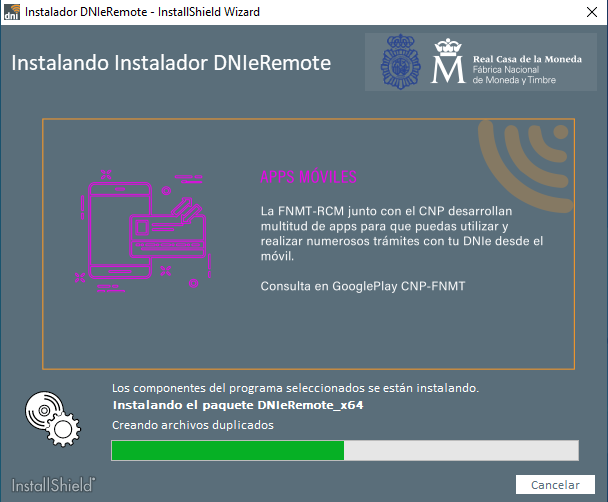 dni
Instalador DNIeRemote - InstallShield Wizard
Instalando Instalador DNIeRemote
Real Casa de la Moneda
Fábrica Nacional
de Moneda y Timbre
APPS MÓVILES
La FNMT-RCM junto con el CNP desarrollan
multitud de apps para que puedas utilizar y
realizar numerosos trámites con tu DNIe desde el
móvil.
Consulta en GooglePlay CNP-FNMT
Los componentes del programa seleccionados se están instalando.
Instalando el paquete DNIeRemote_x64
Creando archivos duplicados
InstallShield
Cancelar